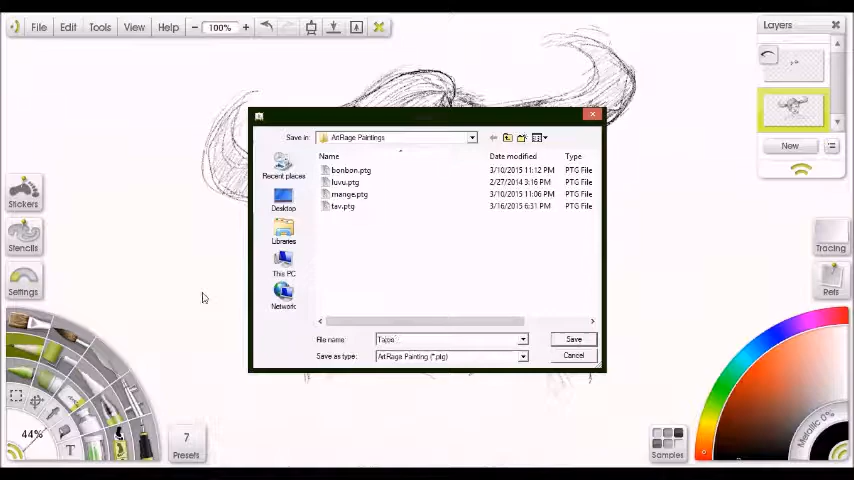 File Edit Tools View Help − 100% +
Layers
New
Stickers
Stencils
Settings
44%
T
7
Presets
Tracing
Refs
Metallic 0%
Samples
Save in: ArtRage Paintings
Recent places
Desktop
Libraries
This PC
Network
Name Date modified Type
bonbon.ptg 3/10/2015 11:12 PM PTG File
luvu.ptg 2/27/2014 3:16 PM PTG File
mange.ptg 3/10/2015 11:06 PM PTG File
tav.ptg 3/16/2015 6:31 PM PTG File
File name:
Save
Save as type: ArtRage Painting (*.ptg)
Cancel